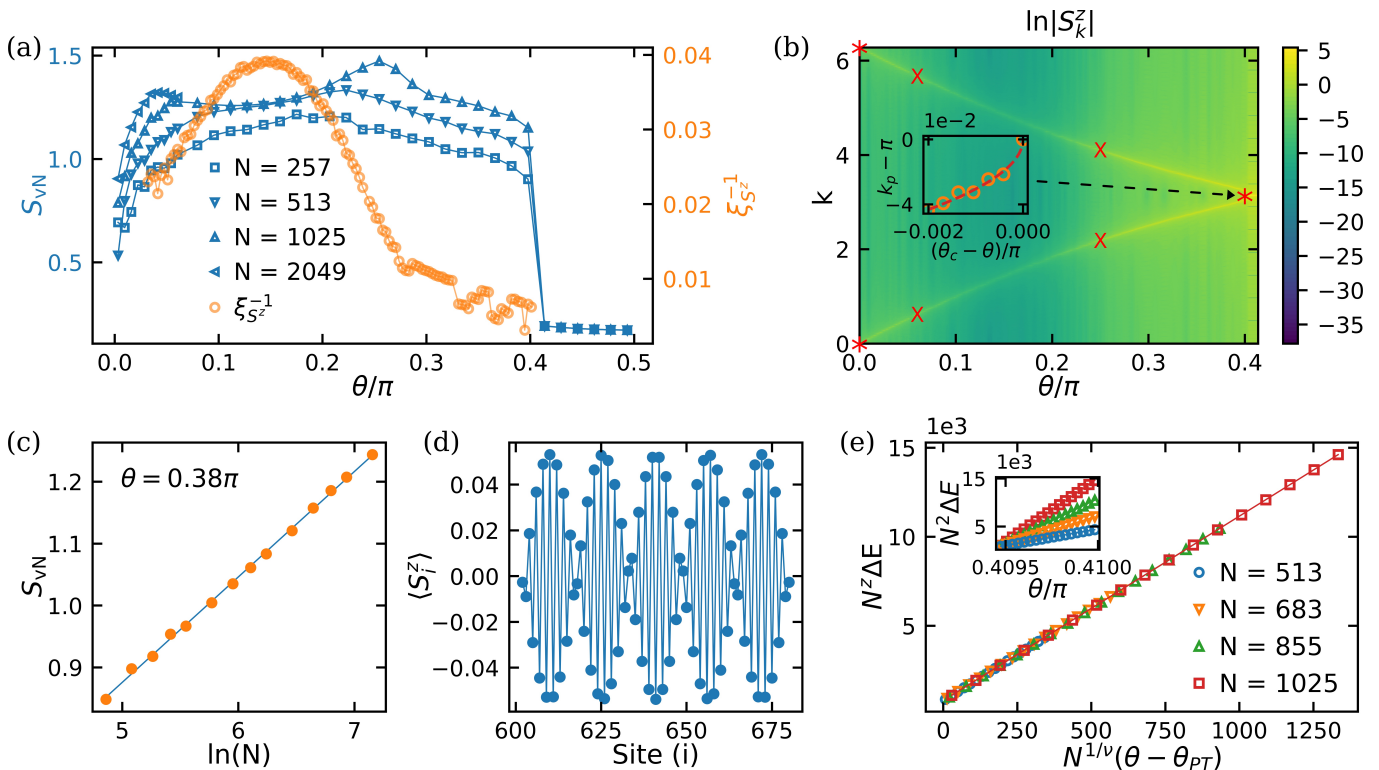 (a)
1.5
1.0
0.5
S_vN
N = 257
N = 513
N = 1025
N = 2049
ξ_{S^z}^{-1}
0.04
0.03
0.02
0.01
ξ_{S^z}^{-1}
0.0 0.1 0.2 0.3 0.4 0.5
θ/π
(b)
ln|S_k^z|
6
4
2
0
k
1e−2
0
−4
k_p − π
−0.002 0.000
(θ_c − θ)/π
0.0 0.1 0.2 0.3 0.4
θ/π
5
0
−5
−10
−15
−20
−25
−30
−35
(c)
θ = 0.38π
1.2
1.1
1.0
0.9
S_vN
5 6 7
ln(N)
(d)
0.04
0.02
0.00
−0.02
−0.04
⟨S_i^z⟩
600 625 650 675
Site (i)
(e)
1e3
15
10
5
N^z ΔE
1e3
15
5
N^2 ΔE
0.4095 0.4100
θ/π
N = 513
N = 683
N = 855
N = 1025
0 250 500 750 1000 1250
N^{1/ν}(θ − θ_PT)